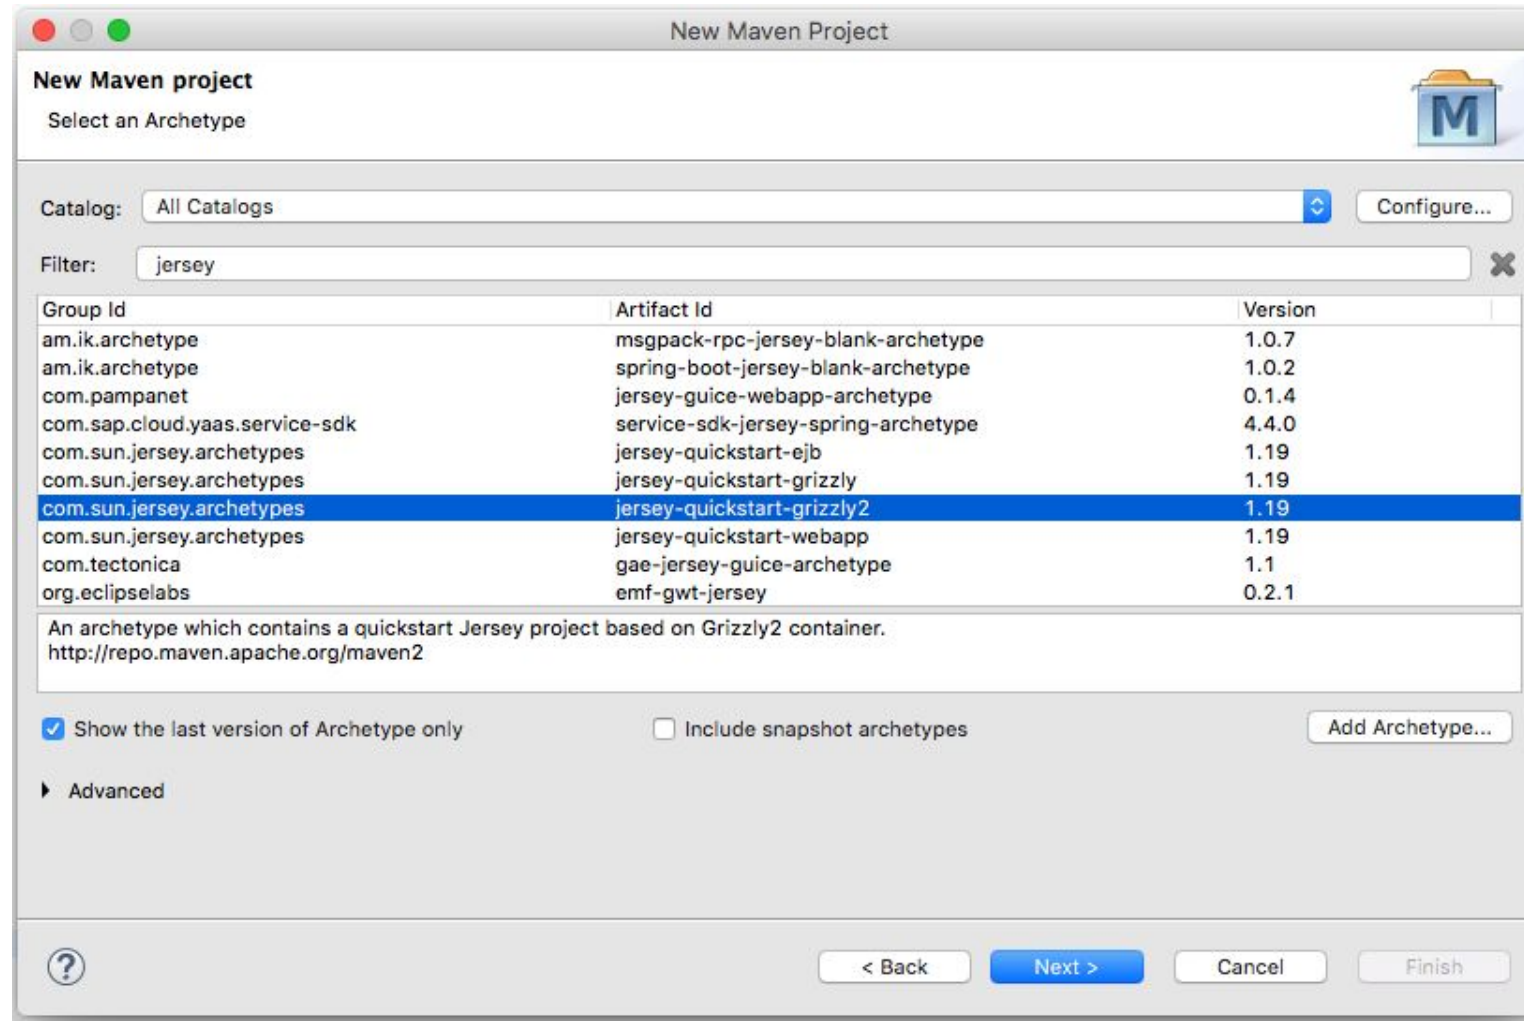 New Maven Project
New Maven project
Select an Archetype
M
Catalog: All Catalogs Configure...
Filter: jersey
Group Id Artifact Id Version
am.ik.archetype msgpack-rpc-jersey-blank-archetype 1.0.7
am.ik.archetype spring-boot-jersey-blank-archetype 1.0.2
com.pampanet jersey-guice-webapp-archetype 0.1.4
com.sap.cloud.yaas.service-sdk service-sdk-jersey-spring-archetype 4.4.0
com.sun.jersey.archetypes jersey-quickstart-ejb 1.19
com.sun.jersey.archetypes jersey-quickstart-grizzly 1.19
com.sun.jersey.archetypes jersey-quickstart-grizzly2 1.19
com.sun.jersey.archetypes jersey-quickstart-webapp 1.19
com.tectonica gae-jersey-guice-archetype 1.1
org.eclipselabs emf-gwt-jersey 0.2.1
An archetype which contains a quickstart Jersey project based on Grizzly2 container.
http://repo.maven.apache.org/maven2
Show the last version of Archetype only Include snapshot archetypes Add Archetype...
Advanced
? < Back Next > Cancel Finish